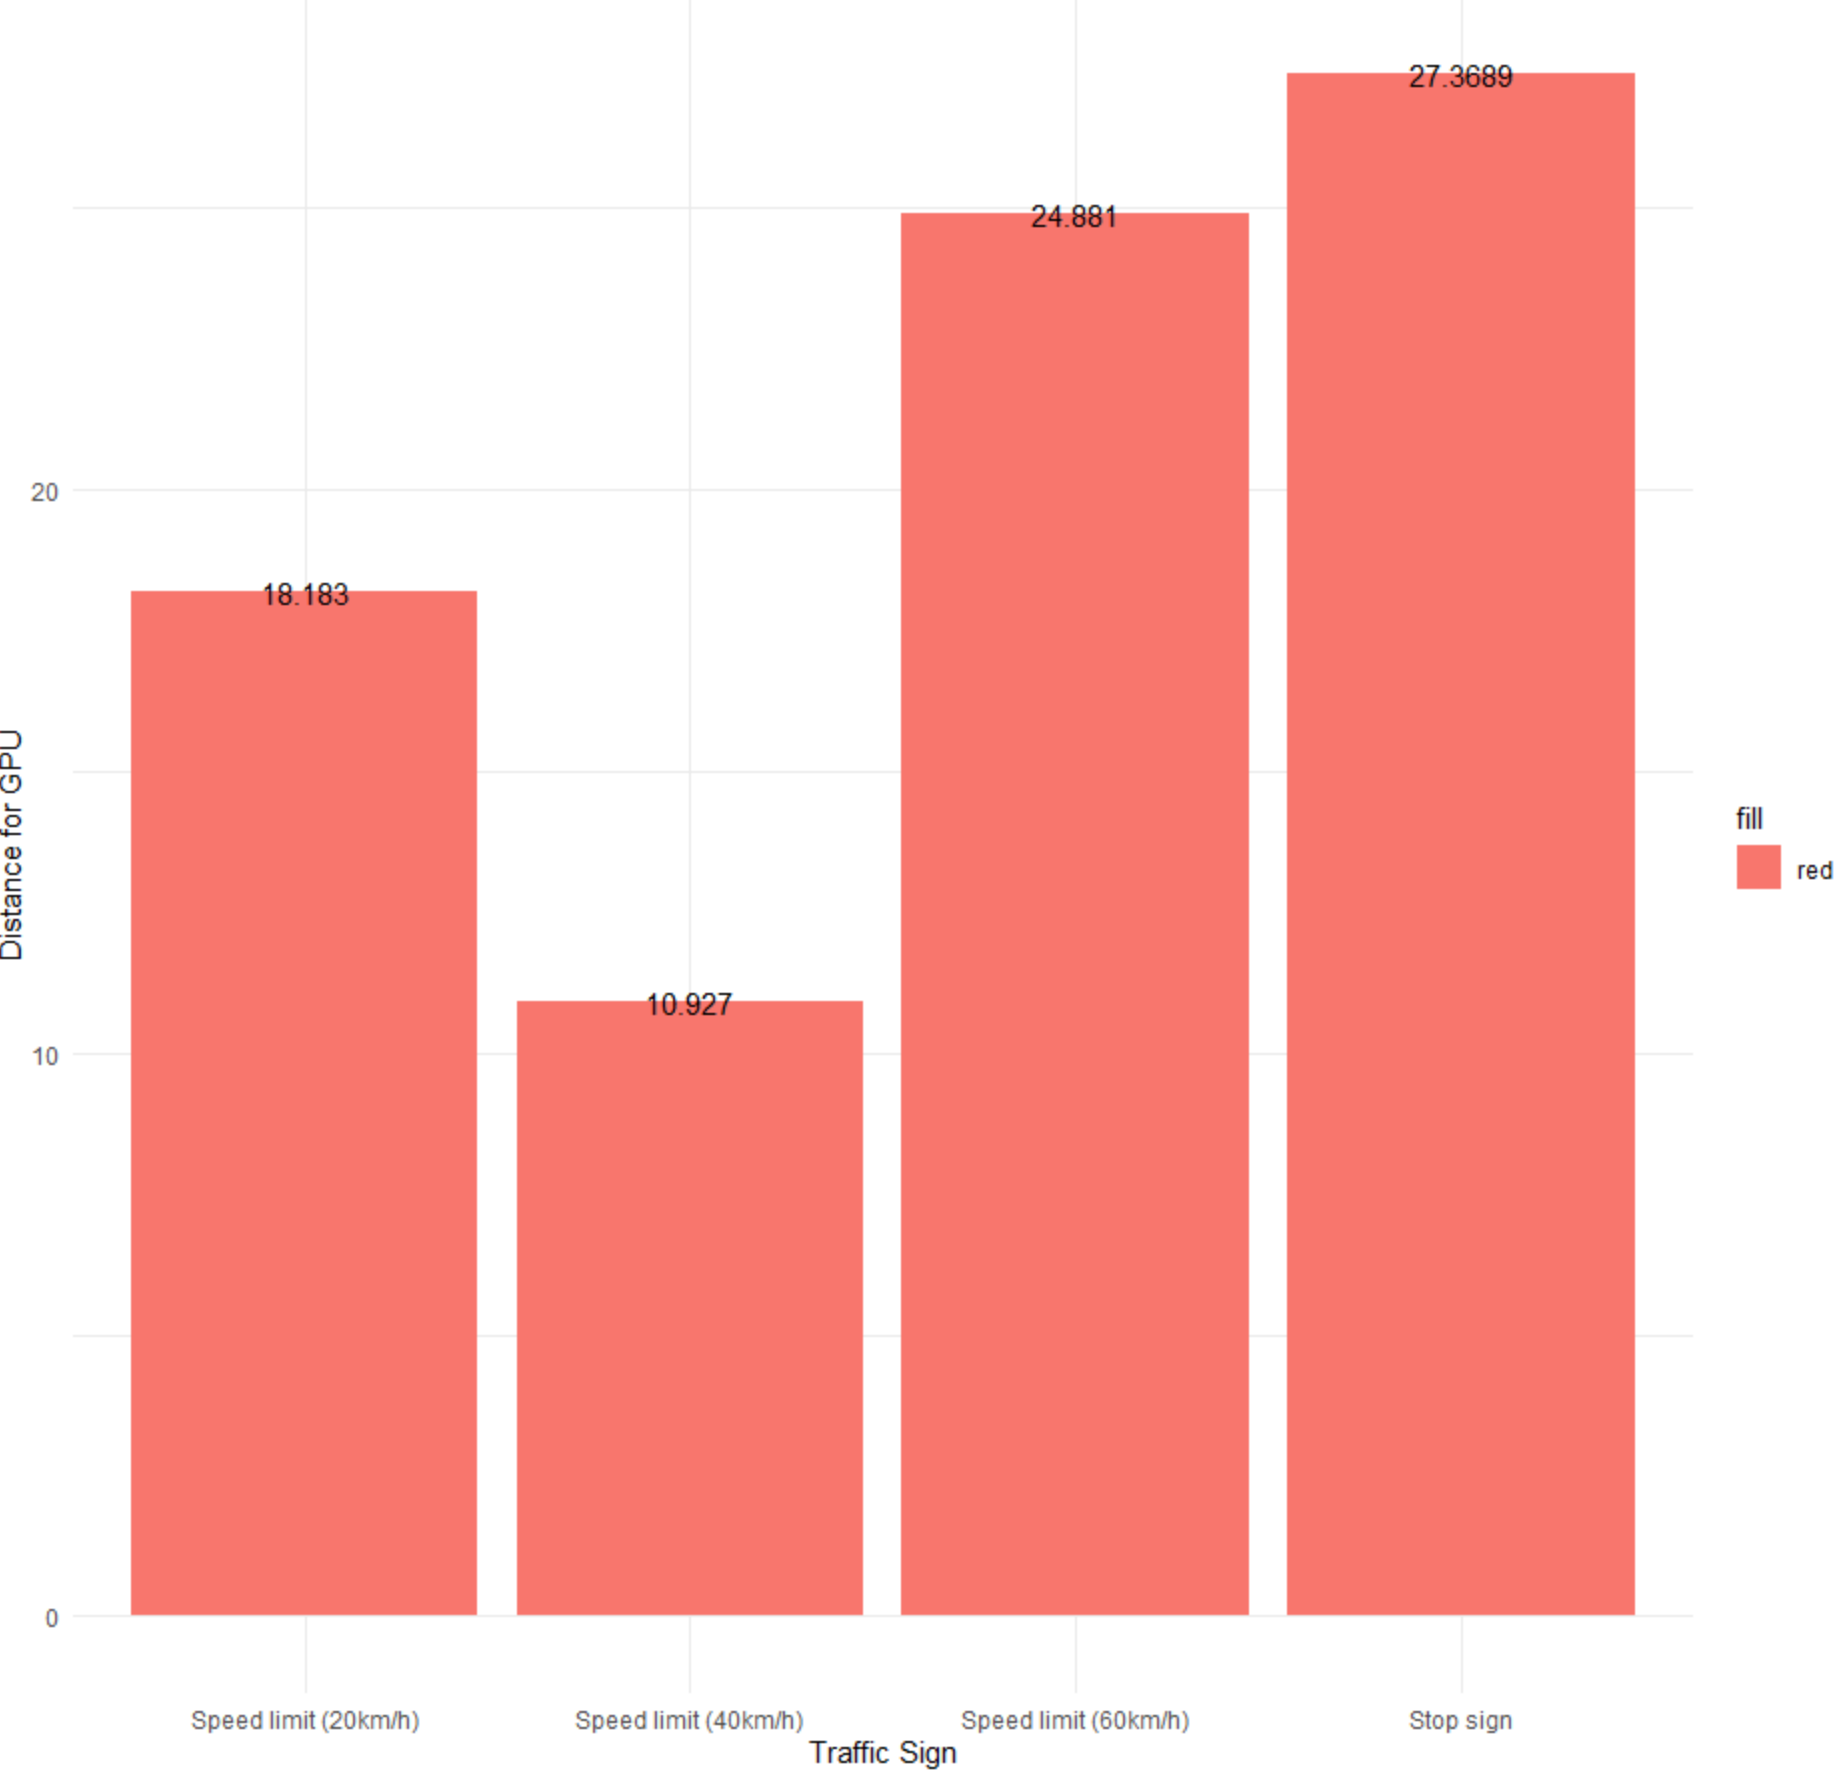 27.3689
24.881
20
18.183
Distance for GPU
fill
red
10.927
10
0
Speed limit (20km/h)
Speed limit (40km/h)
Speed limit (60km/h)
Stop sign
Traffic Sign